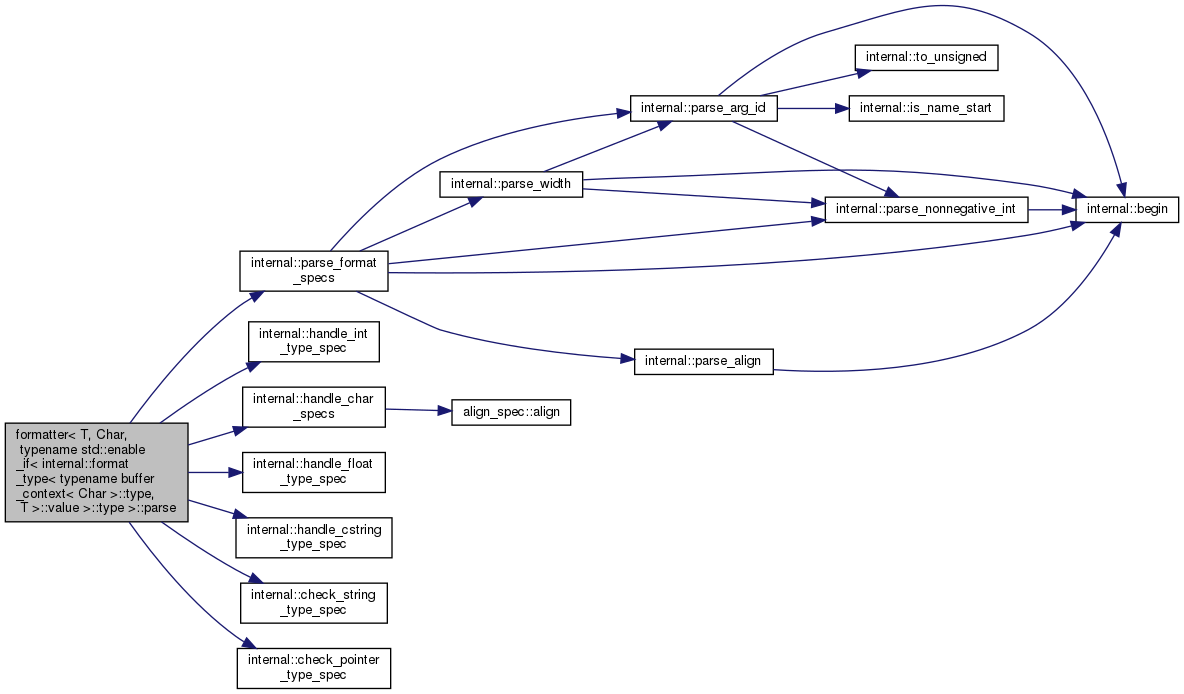 formatter< T, Char,
typename std::enable
_if< internal::format
_type< typename buffer
_context< Char >::type,
T >::value >::type >::parse
internal::parse_format
_specs
internal::handle_int
_type_spec
internal::handle_char
_specs
internal::handle_float
_type_spec
internal::handle_cstring
_type_spec
internal::check_string
_type_spec
internal::check_pointer
_type_spec
internal::parse_width
align_spec::align
internal::parse_arg_id
internal::parse_align
internal::to_unsigned
internal::is_name_start
internal::parse_nonnegative_int
internal::begin